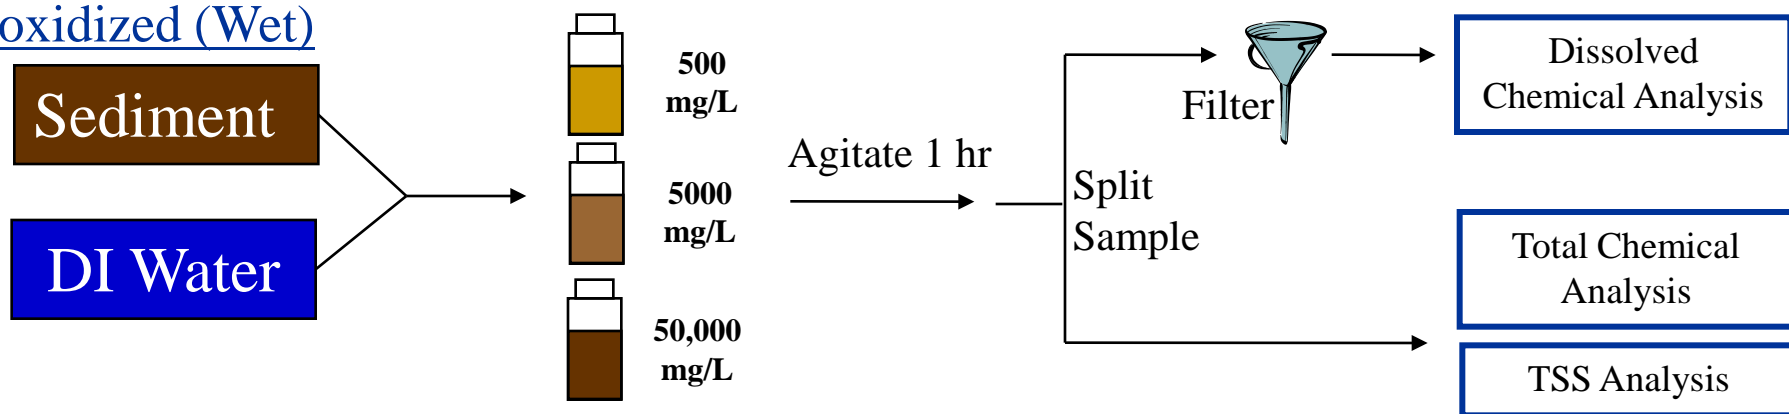 oxidized (Wet)
Sediment
DI Water
500
mg/L
5000
mg/L
50,000
mg/L
Agitate 1 hr
Split
Sample
Filter
Dissolved
Chemical Analysis
Total Chemical
Analysis
TSS Analysis